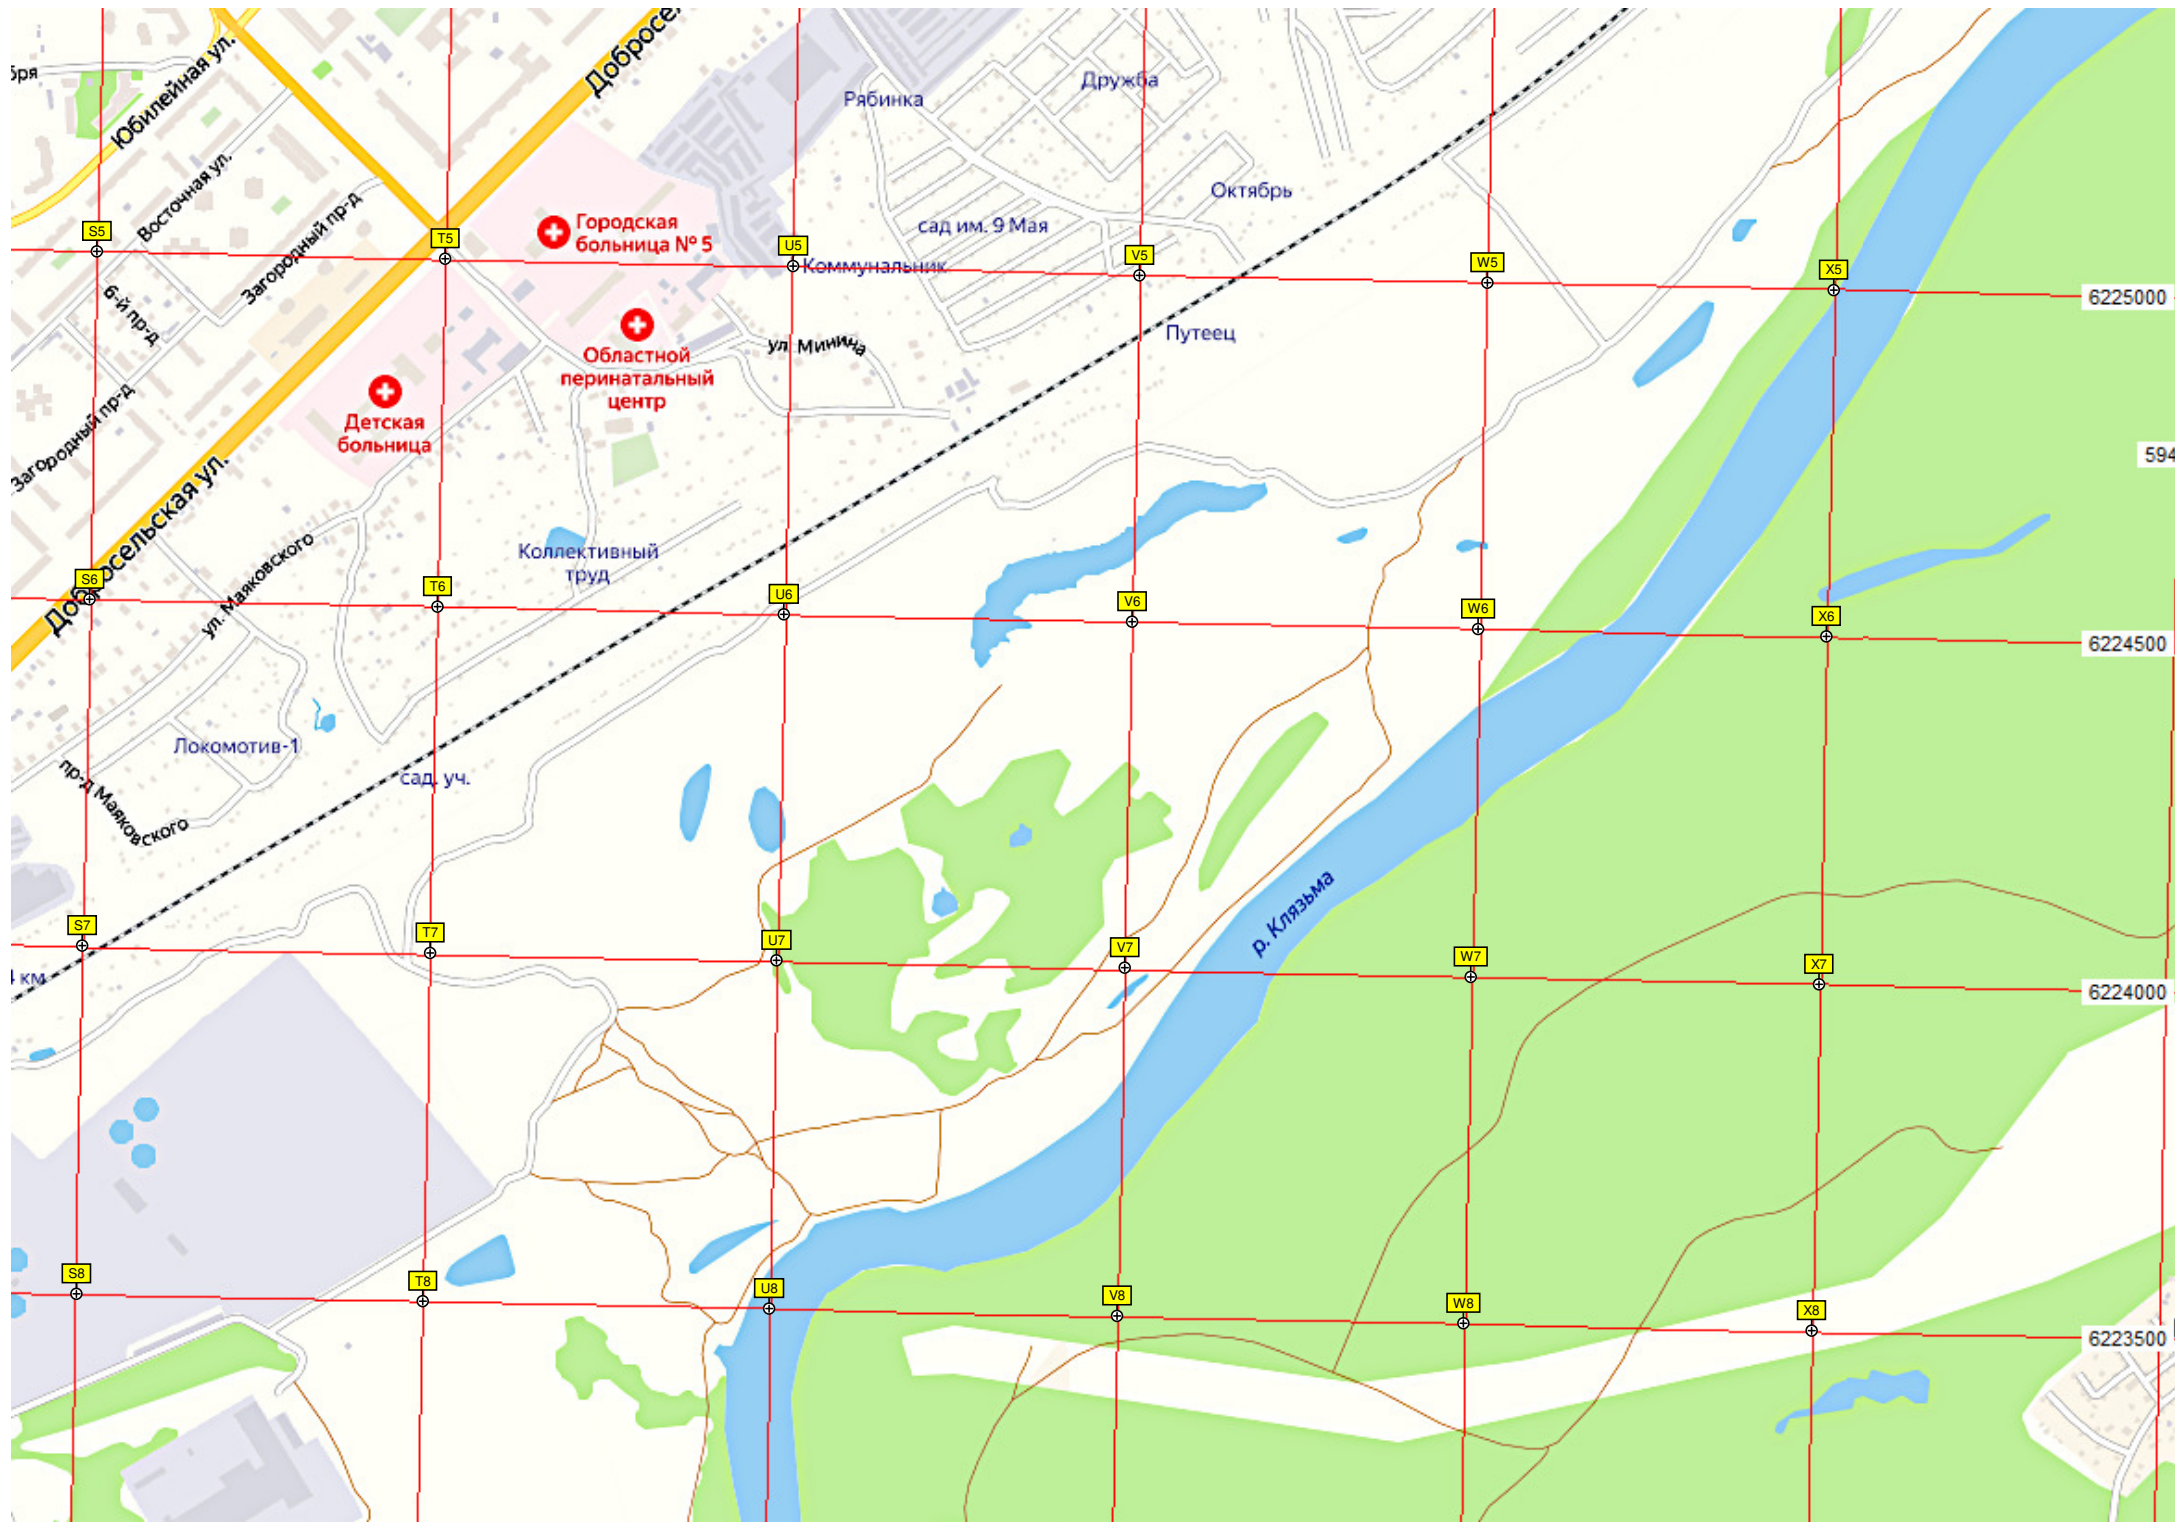 бря
Юбилейная ул.
Добросе
Дружба
Рябинка
Восточная ул.
Загородный пр-д
Октябрь
Городская
больница № 5
сад им. 9 Мая
S5
T5
U5
Коммунальник
V5
W5
X5
6225000
6-й пр-д
Областной
перинатальный
центр
ул. Минина
Путеец
Детская
больница
Загородный пр-д
594
Добросельская ул.
ул. Маяковского
Коллективный
труд
S6
T6
U6
V6
W6
X6
6224500
Локомотив-1
сад. уч.
пр-д Маяковского
р. Клязьма
S7
T7
U7
V7
W7
X7
км
6224000
S8
T8
U8
V8
W8
X8
6223500